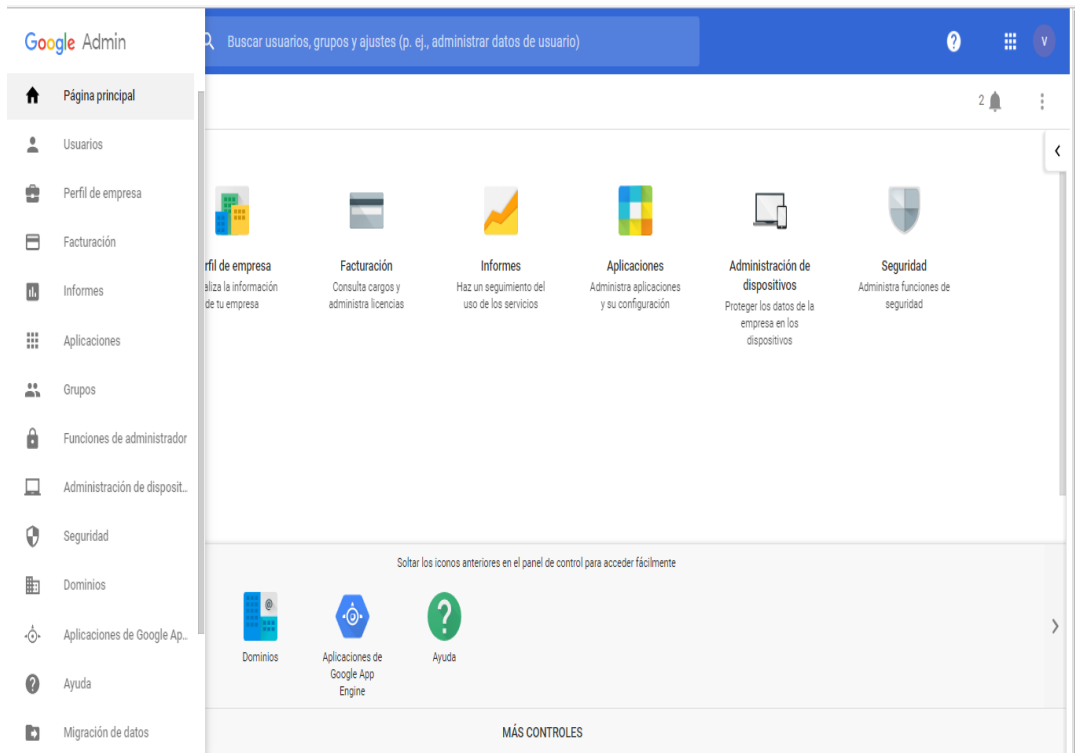 Google Admin
Buscar usuarios, grupos y ajustes (p. ej., administrar datos de usuario)
V
2
Página principal
Usuarios
Perfil de empresa
Facturación
Informes
Aplicaciones
Grupos
Funciones de administrador
Administración de disposit..
Seguridad
Dominios
Aplicaciones de Google Ap..
Ayuda
Migración de datos
rfil de empresa
aliza la información
de tu empresa
Facturación
Consulta cargos y
administra licencias
Informes
Haz un seguimiento del
uso de los servicios
Aplicaciones
Administra aplicaciones
y su configuración
Administración de
dispositivos
Proteger los datos de la
empresa en los
dispositivos
Seguridad
Administra funciones de
seguridad
Soltar los iconos anteriores en el panel de control para acceder fácilmente
Dominios
Aplicaciones de
Google App
Engine
Ayuda
MÁS CONTROLES